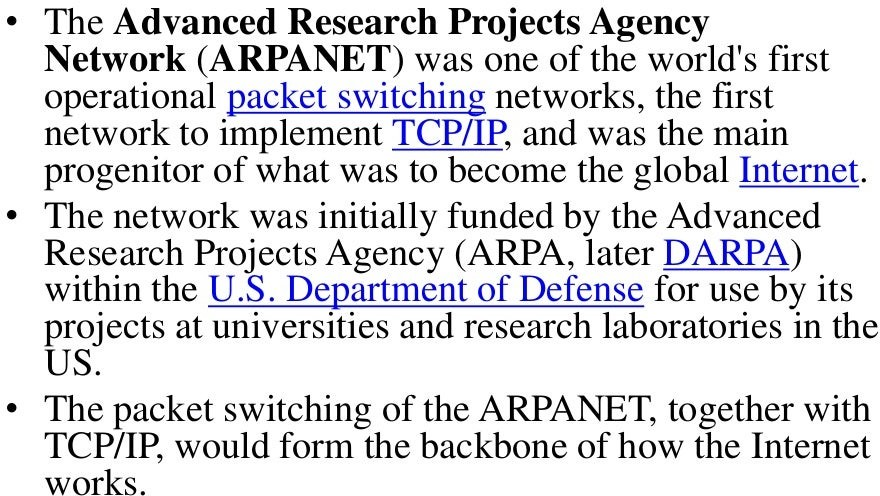 • The Advanced Research Projects Agency
Network (ARPANET) was one of the world's first
operational packet switching networks, the first
network to implement TCP/IP, and was the main
progenitor of what was to become the global Internet.
• The network was initially funded by the Advanced
Research Projects Agency (ARPA, later DARPA)
within the U.S. Department of Defense for use by its
projects at universities and research laboratories in the
US.
• The packet switching of the ARPANET, together with
TCP/IP, would form the backbone of how the Internet
works.